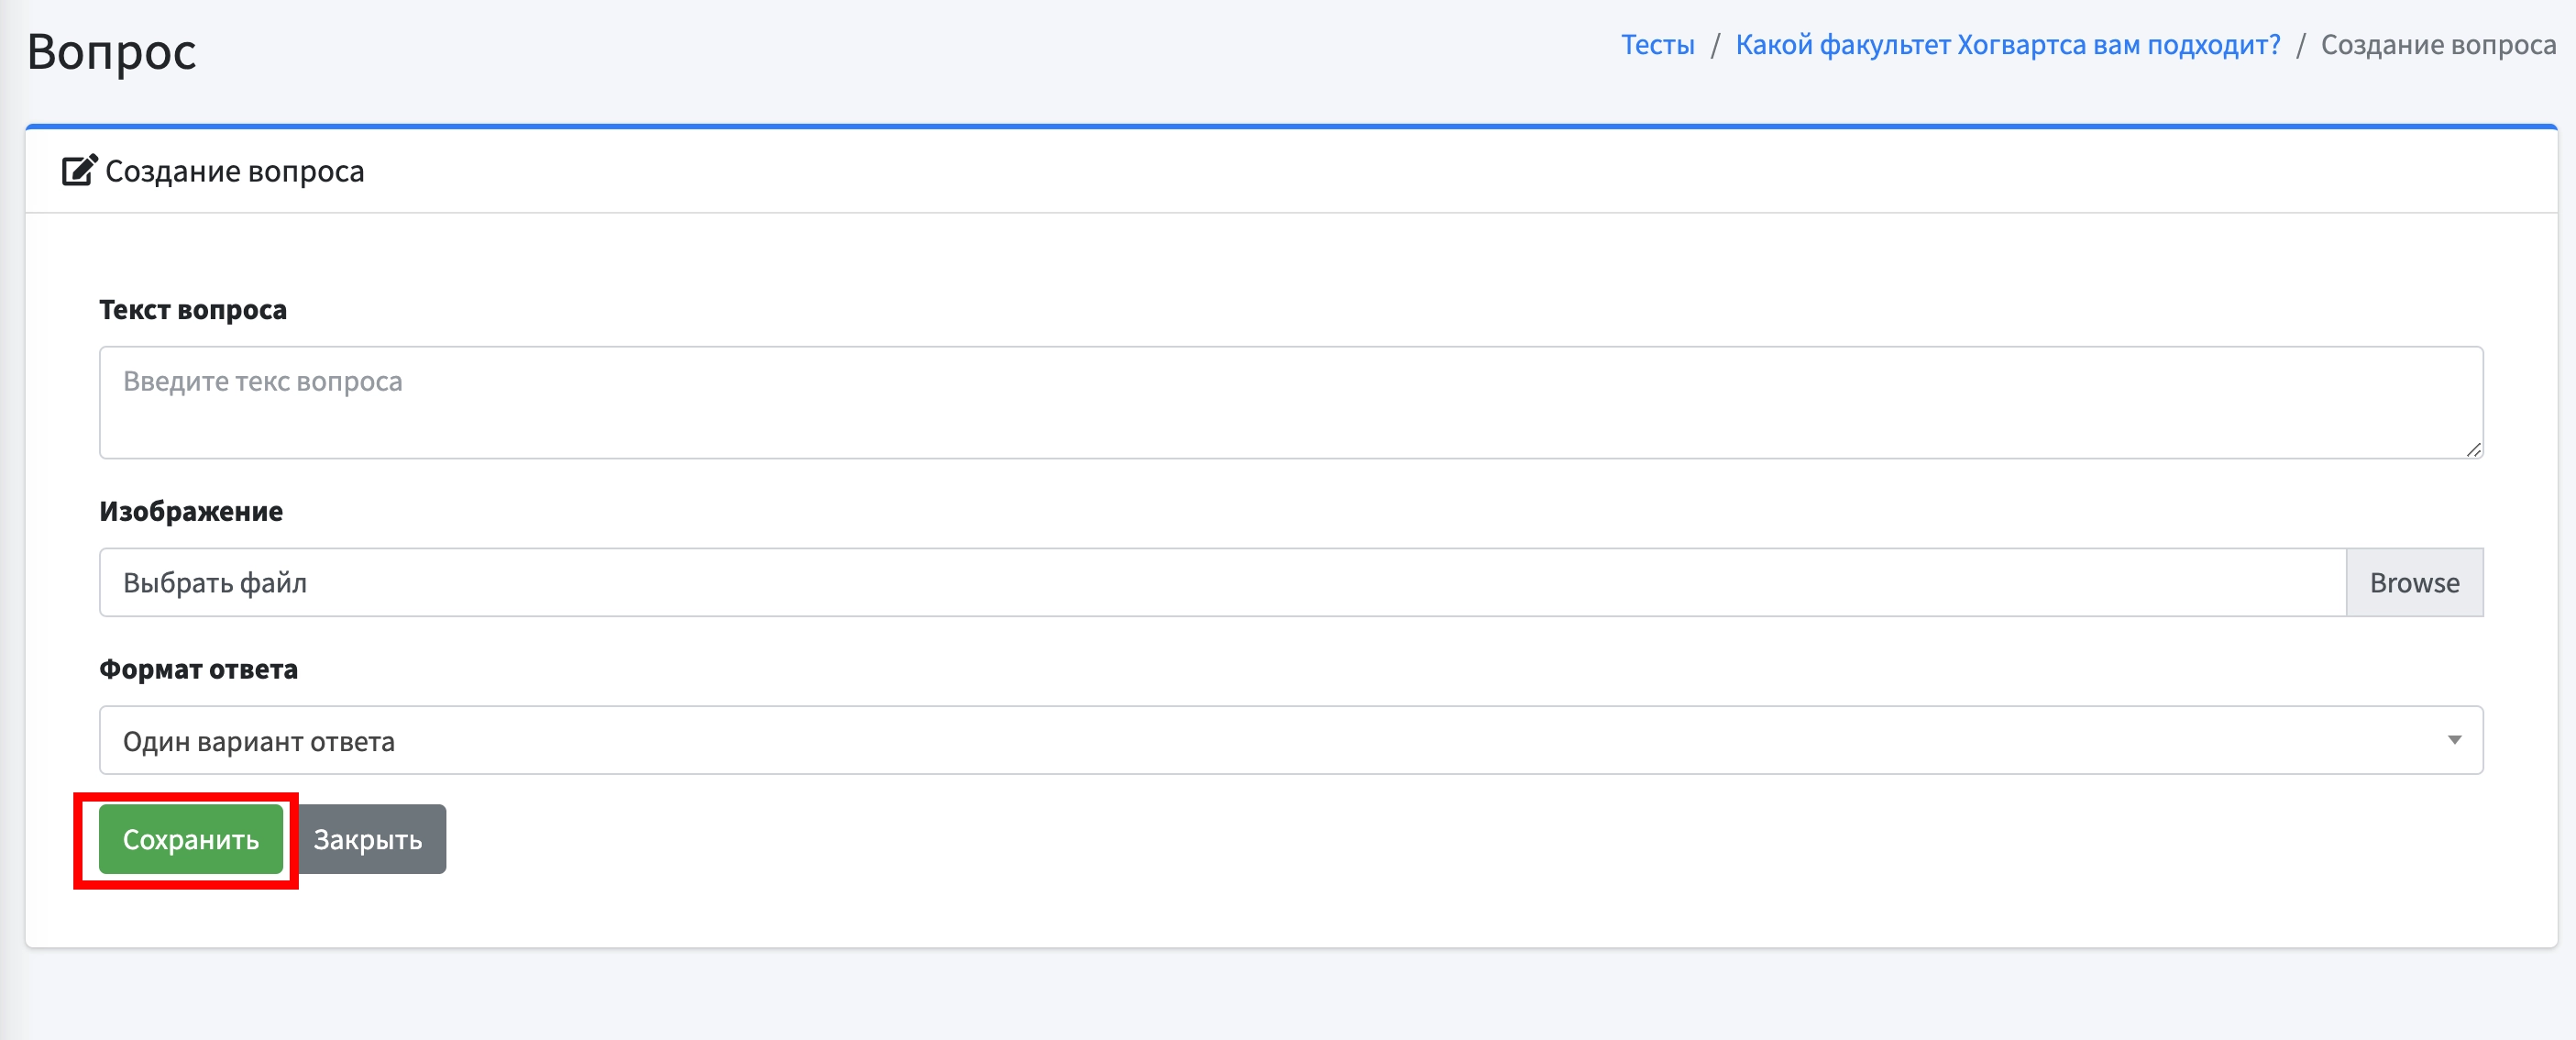 Вопрос
Тесты / Какой факультет Хогвартса вам подходит? / Создание вопроса
Создание вопроса
Текст вопроса
Введите текс вопроса
Изображение
Выбрать файл
Browse
Формат ответа
Один вариант ответа
Сохранить
Закрыть